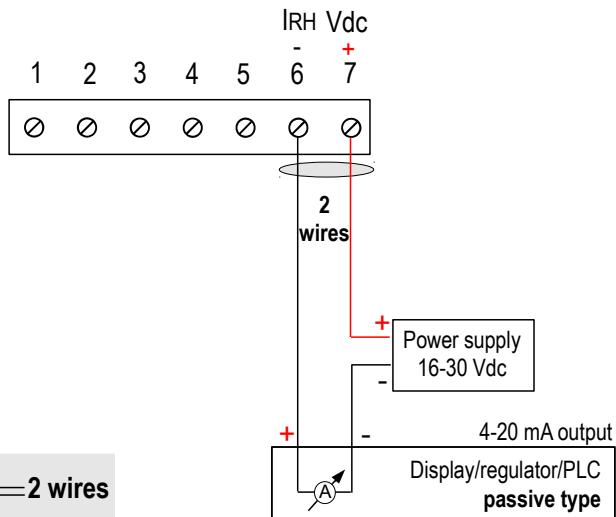 IRH Vdc
- +
1 2 3 4 5 6 7
2
wires
+
Power supply
16-30 Vdc
-
+ - 4-20 mA output
Display/regulator/PLC
A
passive type
2 wires